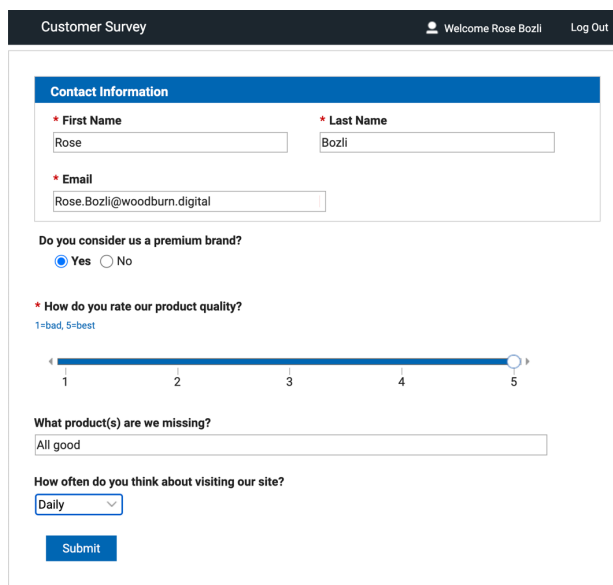 Customer Survey Welcome Rose Bozli Log Out
Contact Information
* First Name * Last Name
Rose Bozli
* Email
Rose.Bozli@woodburn.digital
Do you consider us a premium brand?
Yes No
* How do you rate our product quality?
1=bad, 5=best
1 2 3 4 5
What product(s) are we missing?
All good
How often do you think about visiting our site?
Daily
Submit